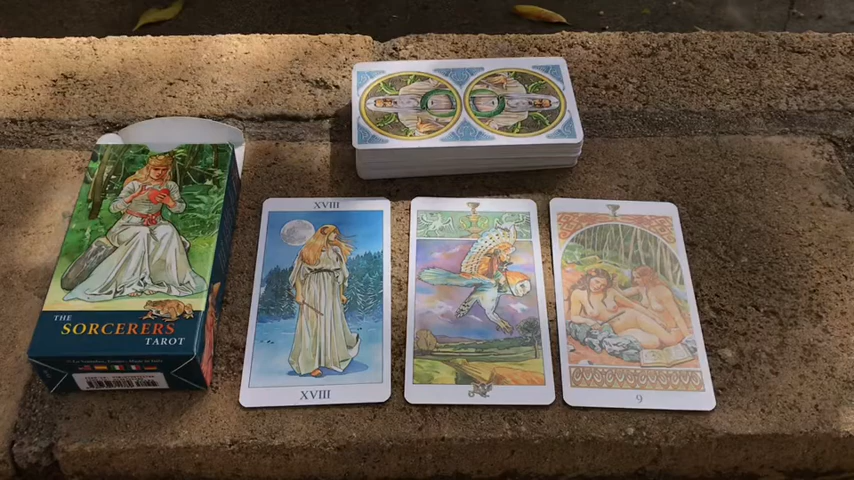 THE
SORCERERS
TAROT
XVIII
XVIII
9